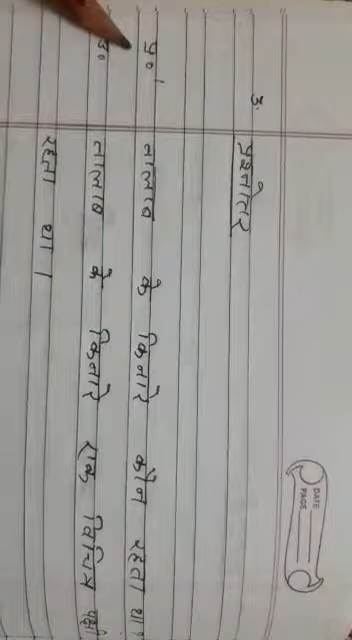 DATE
PAGE
3. प्रश्नोतर
प्र०1 तालाब के किनारे कौन रहता था?
उ० तालाब के किनारे एक विचित्र पक्षी
रहता था।